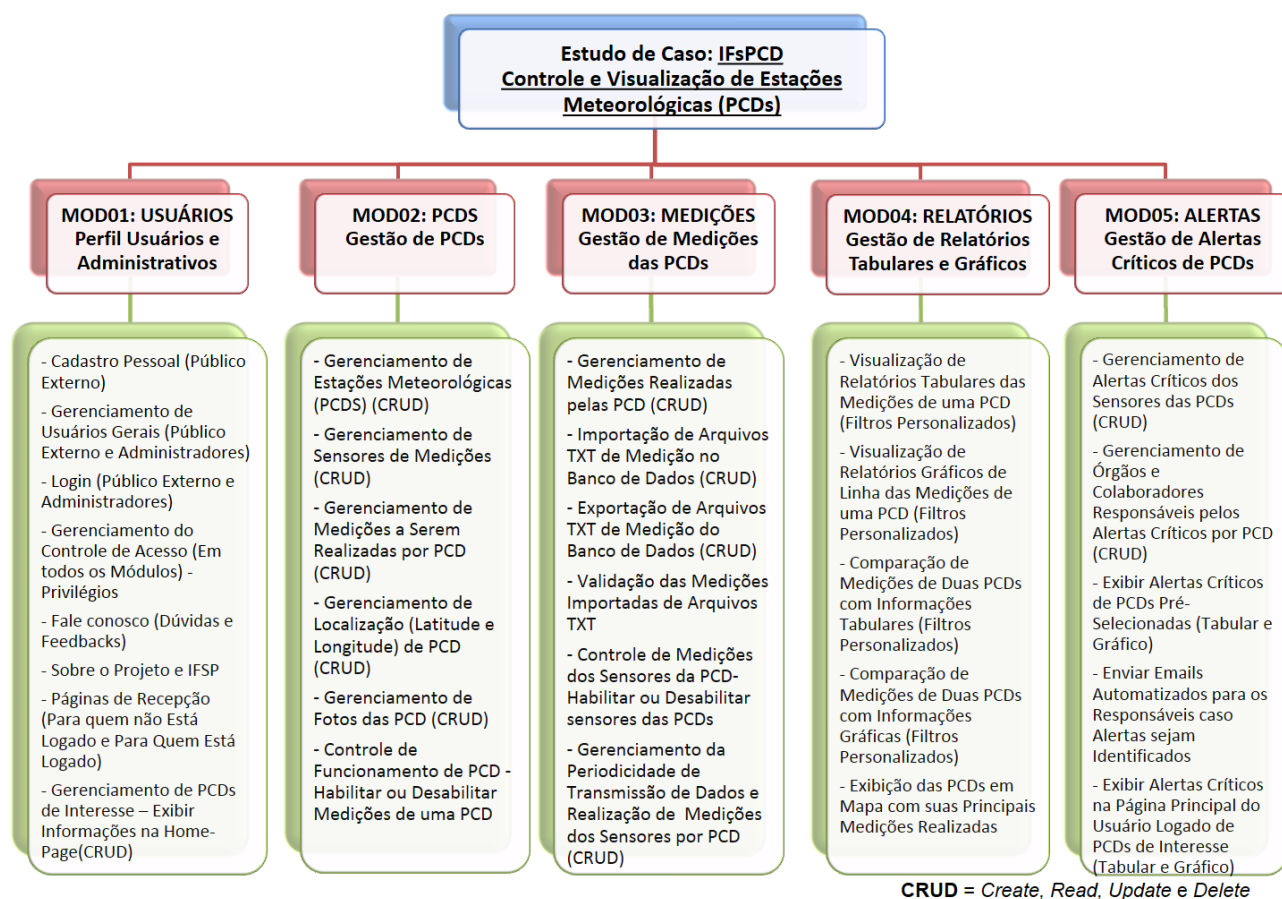 Estudo de Caso: IFsPCD
Controle e Visualização de Estações
Meteorológicas (PCDs)
MOD01: USUÁRIOS
Perfil Usuários e
Administrativos
- Cadastro Pessoal (Público
Externo)
- Gerenciamento de
Usuários Gerais (Público
Externo e Administradores)
- Login (Público Externo e
Administradores)
- Gerenciamento do
Controle de Acesso (Em
todos os Módulos) -
Privilégios
- Fale conosco (Dúvidas e
Feedbacks)
- Sobre o Projeto e IFSP
- Páginas de Recepção
(Para quem não Está
Logado e Para Quem Está
Logado)
- Gerenciamento de PCDs
de Interesse – Exibir
Informações na Home-
Page(CRUD)
MOD02: PCDS
Gestão de PCDs
- Gerenciamento de
Estações Meteorológicas
(PCDS) (CRUD)
- Gerenciamento de
Sensores de Medições
(CRUD)
- Gerenciamento de
Medições a Serem
Realizadas por PCD
(CRUD)
- Gerenciamento de
Localização (Latitude e
Longitude) de PCD
(CRUD)
- Gerenciamento de
Fotos das PCD (CRUD)
- Controle de
Funcionamento de PCD -
Habilitar ou Desabilitar
Medições de uma PCD
MOD03: MEDIÇÕES
Gestão de Medições
das PCDs
- Gerenciamento de
Medições Realizadas
pelas PCD (CRUD)
- Importação de Arquivos
TXT de Medição no
Banco de Dados (CRUD)
- Exportação de Arquivos
TXT de Medição do
Banco de Dados (CRUD)
- Validação das Medições
Importadas de Arquivos
TXT
- Controle de Medições
dos Sensores da PCD-
Habilitar ou Desabilitar
sensores das PCDs
- Gerenciamento da
Periodicidade de
Transmissão de Dados e
Realização de Medições
dos Sensores por PCD
(CRUD)
MOD04: RELATÓRIOS
Gestão de Relatórios
Tabulares e Gráficos
- Visualização de
Relatórios Tabulares das
Medições de uma PCD
(Filtros Personalizados)
- Visualização de
Relatórios Gráficos de
Linha das Medições de
uma PCD (Filtros
Personalizados)
- Comparação de
Medições de Duas PCDs
com Informações
Tabulares (Filtros
Personalizados)
- Comparação de
Medições de Duas PCDs
com Informações
Gráficas (Filtros
Personalizados)
- Exibição das PCDs em
Mapa com suas Principais
Medições Realizadas
MOD05: ALERTAS
Gestão de Alertas
Críticos de PCDs
- Gerenciamento de
Alertas Críticos dos
Sensores das PCDs
(CRUD)
- Gerenciamento de
Órgãos e
Colaboradores
Responsáveis pelos
Alertas Críticos por PCD
(CRUD)
- Exibir Alertas Críticos
de PCDs Pré-
Selecionadas (Tabular e
Gráfico)
- Enviar Emails
Automatizados para os
Responsáveis caso
Alertas sejam
Identificados
- Exibir Alertas Críticos
na Página Principal do
Usuário Logado de
PCDs de Interesse
(Tabular e Gráfico)
CRUD = Create, Read, Update e Delete